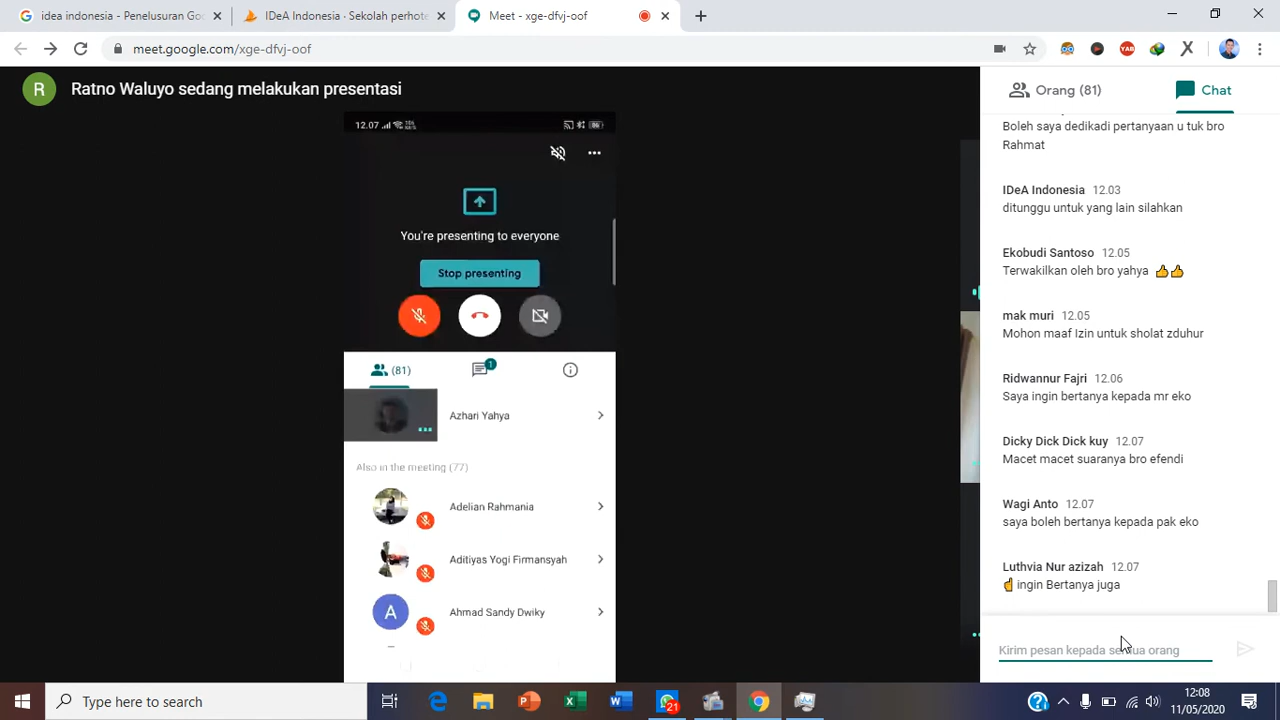 idea indonesia - Penelusuran Goo
IDeA Indonesia · Sekolah perhote
Meet - xge-dfvj-oof
meet.google.com/xge-dfvj-oof
YAB
R
Ratno Waluyo sedang melakukan presentasi
Orang (81)
Chat
12.07
86
You're presenting to everyone
Stop presenting
(81)
1
Azhari Yahya
Also in the meeting (77)
Adelian Rahmania
Aditiyas Yogi Firmansyah
A
Ahmad Sandy Dwiky
Boleh saya dedikadi pertanyaan u tuk bro
Rahmat
IDeA Indonesia 12.03
ditunggu untuk yang lain silahkan
Ekobudi Santoso 12.05
Terwakilkan oleh bro yahya 👍👍
mak muri 12.05
Mohon maaf Izin untuk sholat zduhur
Ridwannur Fajri 12.06
Saya ingin bertanya kepada mr eko
Dicky Dick Dick kuy 12.07
Macet macet suaranya bro efendi
Wagi Anto 12.07
saya boleh bertanya kepada pak eko
Luthvia Nur azizah 12.07
☝ingin Bertanya juga
Kirim pesan kepada semua orang
Type here to search
21
12:08
11/05/2020